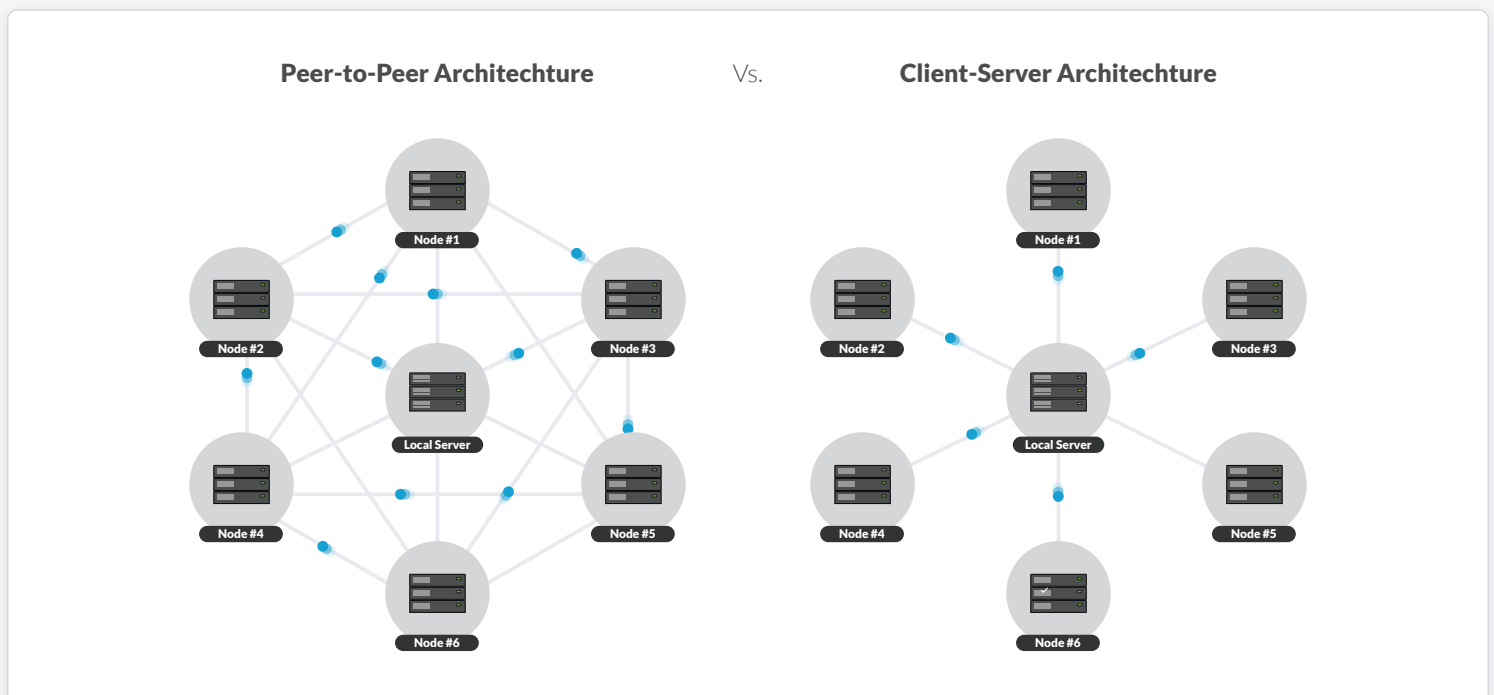 Peer-to-Peer Architechture Vs. Client-Server Architechture
Node #1
Node #2
Node #3
Local Server
Node #4
Node #5
Node #6
Node #1
Node #2
Node #3
Local Server
Node #4
Node #5
Node #6